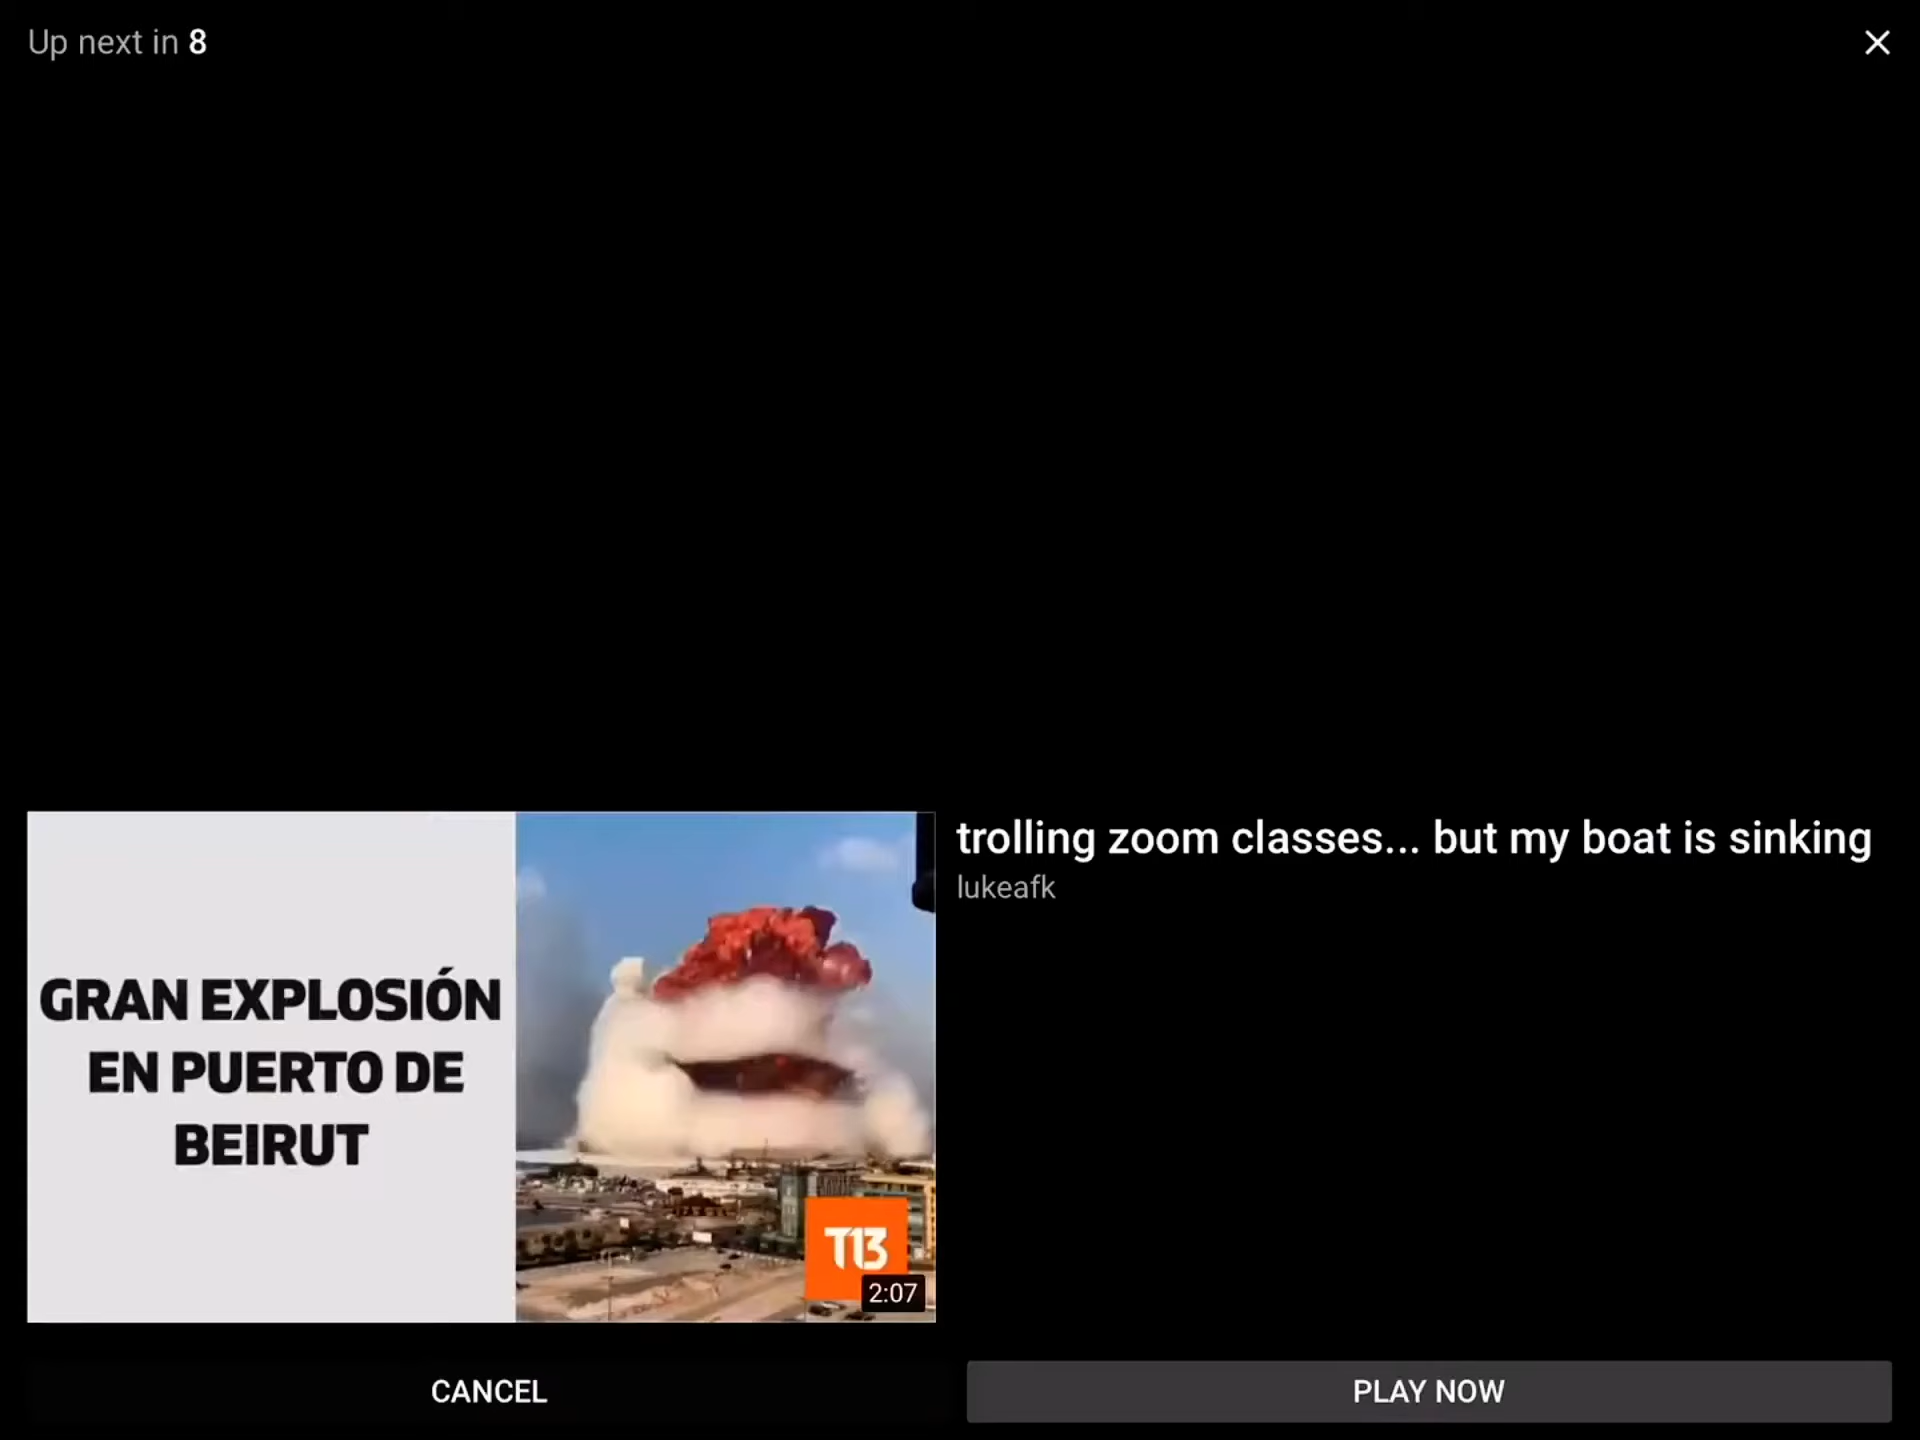 Up next in 8
trolling zoom classes... but my boat is sinking
lukeafk
GRAN EXPLOSIÓN
EN PUERTO DE
BEIRUT
T13
2:07
CANCEL
PLAY NOW